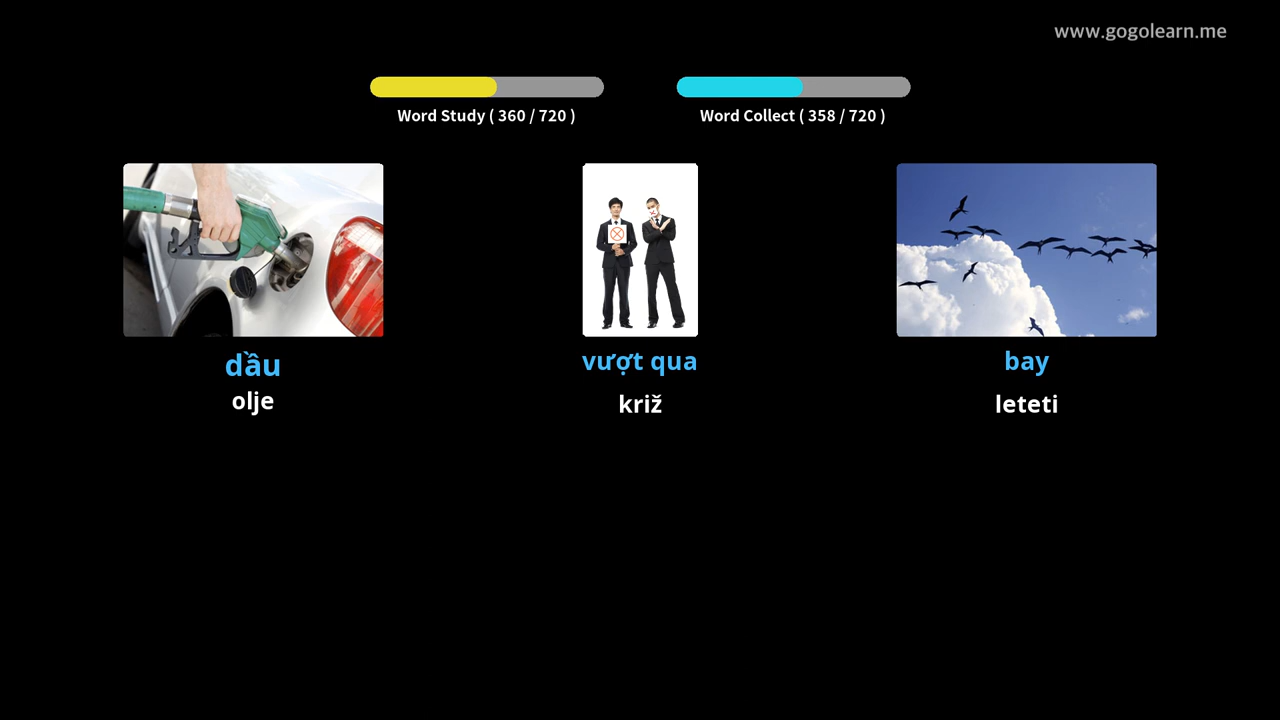 www.gogolearn.me
Word Study ( 360 / 720 )
Word Collect ( 358 / 720 )
dầu
vượt qua
bay
olje
križ
leteti